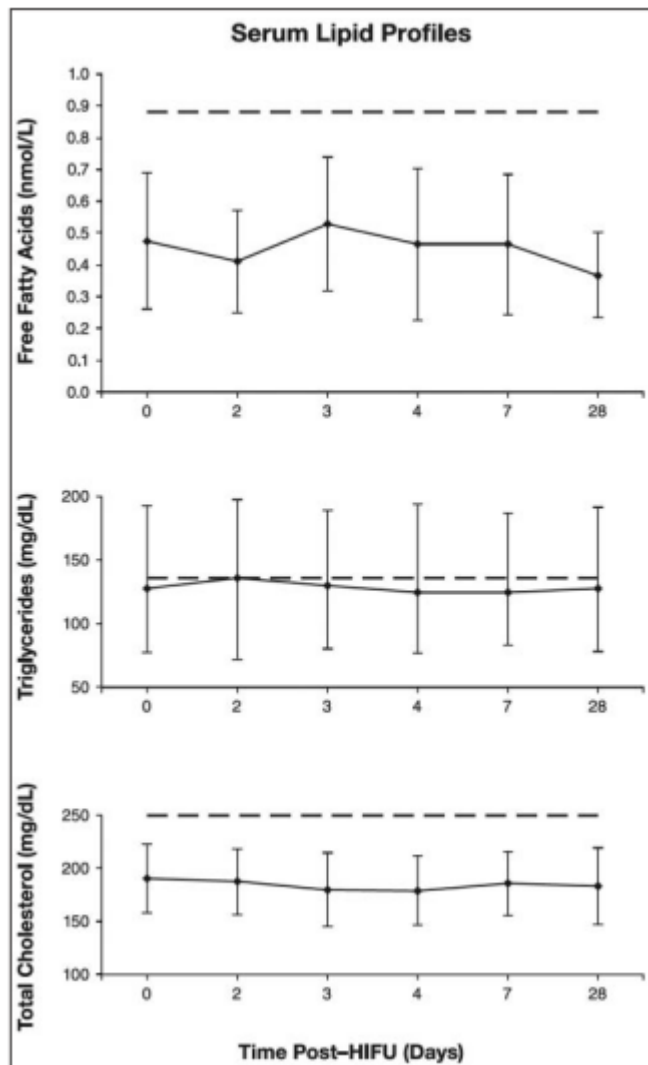 Serum Lipid Profiles
Free Fatty Acids (nmol/L)
1.0
0.9
0.8
0.7
0.6
0.5
0.4
0.3
0.2
0.1
0.0
0 2 3 4 7 28
Triglycerides (mg/dL)
200
150
100
50
0 2 3 4 7 28
Total Cholesterol (mg/dL)
250
200
150
100
0 2 3 4 7 28
Time Post–HIFU (Days)